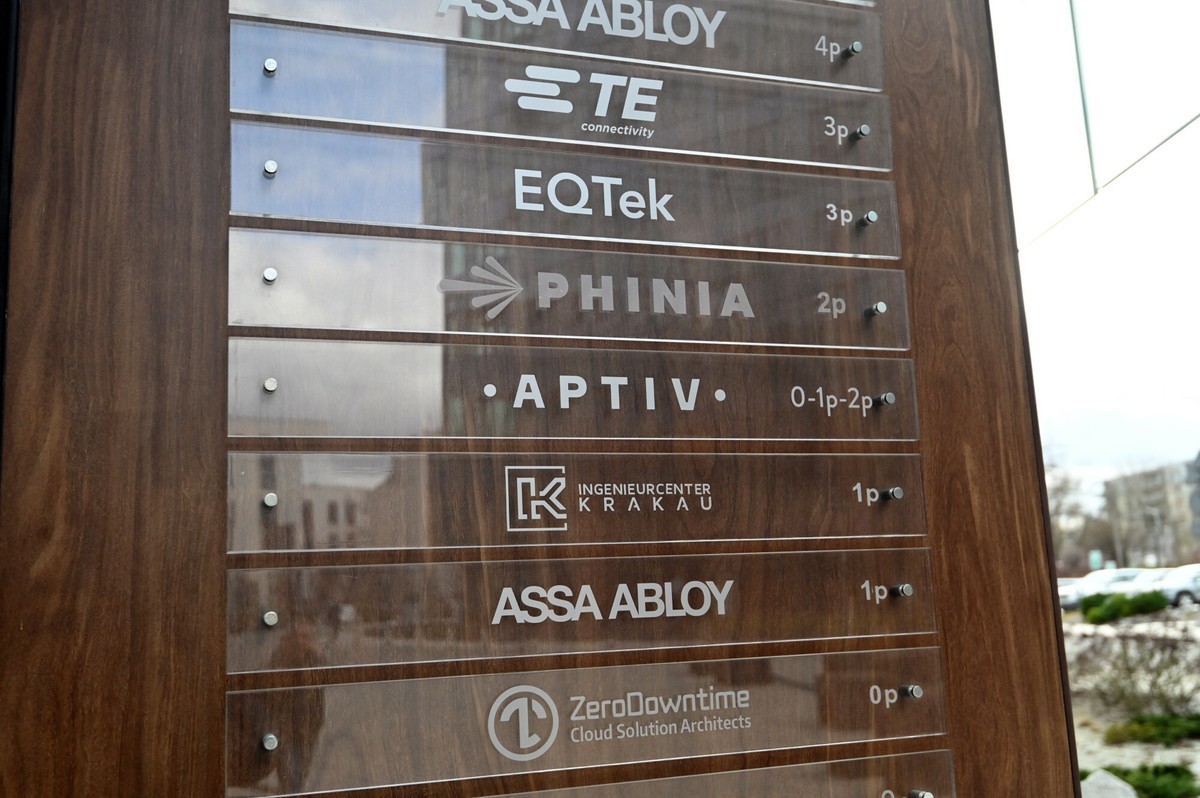 ASSA ABLOY 4p
TE
connectivity 3p
EQTek 3p
PHINIA 2p
•APTIV• 0-1p-2p
INGENIEURCENTER
KRAKAU 1p
ASSA ABLOY 1p
ZeroDowntime 0p
Cloud Solution Architects